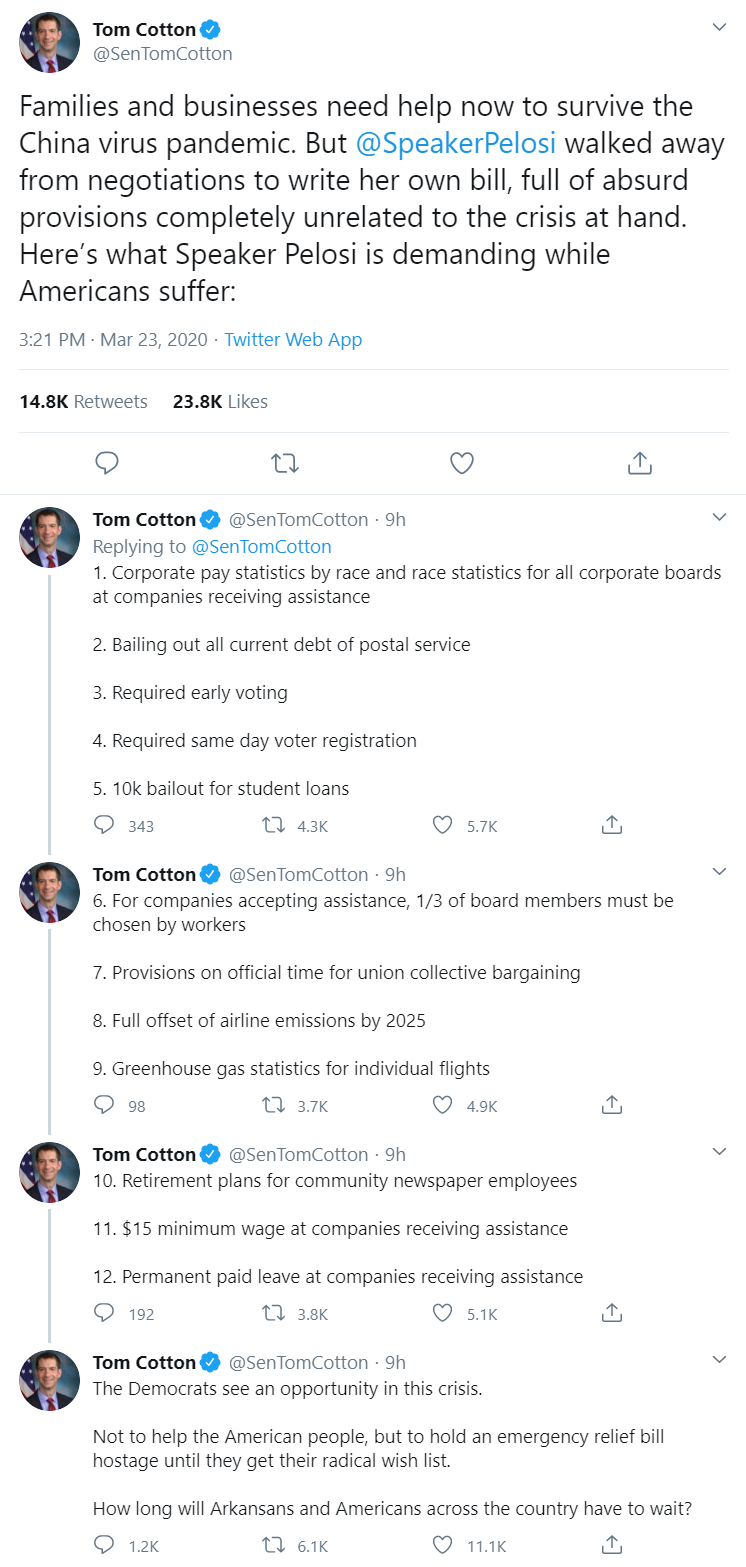 Tom Cotton
@SenTomCotton
Families and businesses need help now to survive the
China virus pandemic. But @SpeakerPelosi walked away
from negotiations to write her own bill, full of absurd
provisions completely unrelated to the crisis at hand.
Here’s what Speaker Pelosi is demanding while
Americans suffer:
3:21 PM · Mar 23, 2020 · Twitter Web App
14.8K Retweets 23.8K Likes
Tom Cotton @SenTomCotton · 9h
Replying to @SenTomCotton
1. Corporate pay statistics by race and race statistics for all corporate boards
at companies receiving assistance
2. Bailing out all current debt of postal service
3. Required early voting
4. Required same day voter registration
5. 10k bailout for student loans
343 4.3K 5.7K
Tom Cotton @SenTomCotton · 9h
6. For companies accepting assistance, 1/3 of board members must be
chosen by workers
7. Provisions on official time for union collective bargaining
8. Full offset of airline emissions by 2025
9. Greenhouse gas statistics for individual flights
98 3.7K 4.9K
Tom Cotton @SenTomCotton · 9h
10. Retirement plans for community newspaper employees
11. $15 minimum wage at companies receiving assistance
12. Permanent paid leave at companies receiving assistance
192 3.8K 5.1K
Tom Cotton @SenTomCotton · 9h
The Democrats see an opportunity in this crisis.
Not to help the American people, but to hold an emergency relief bill
hostage until they get their radical wish list.
How long will Arkansans and Americans across the country have to wait?
1.2K 6.1K 11.1K